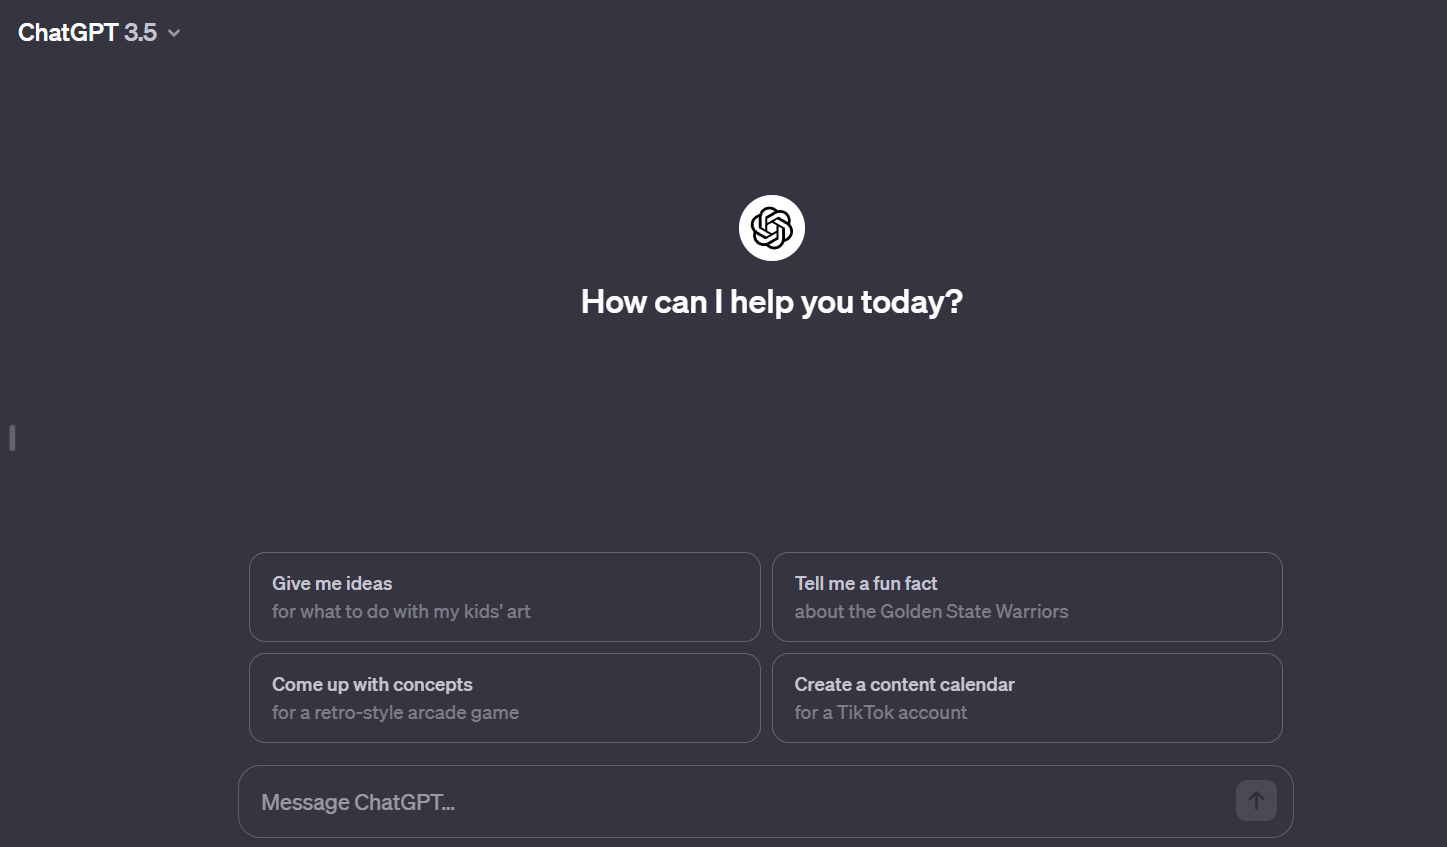 ChatGPT 3.5
How can I help you today?
Give me ideas
for what to do with my kids' art
Tell me a fun fact
about the Golden State Warriors
Come up with concepts
for a retro-style arcade game
Create a content calendar
for a TikTok account
Message ChatGPT...